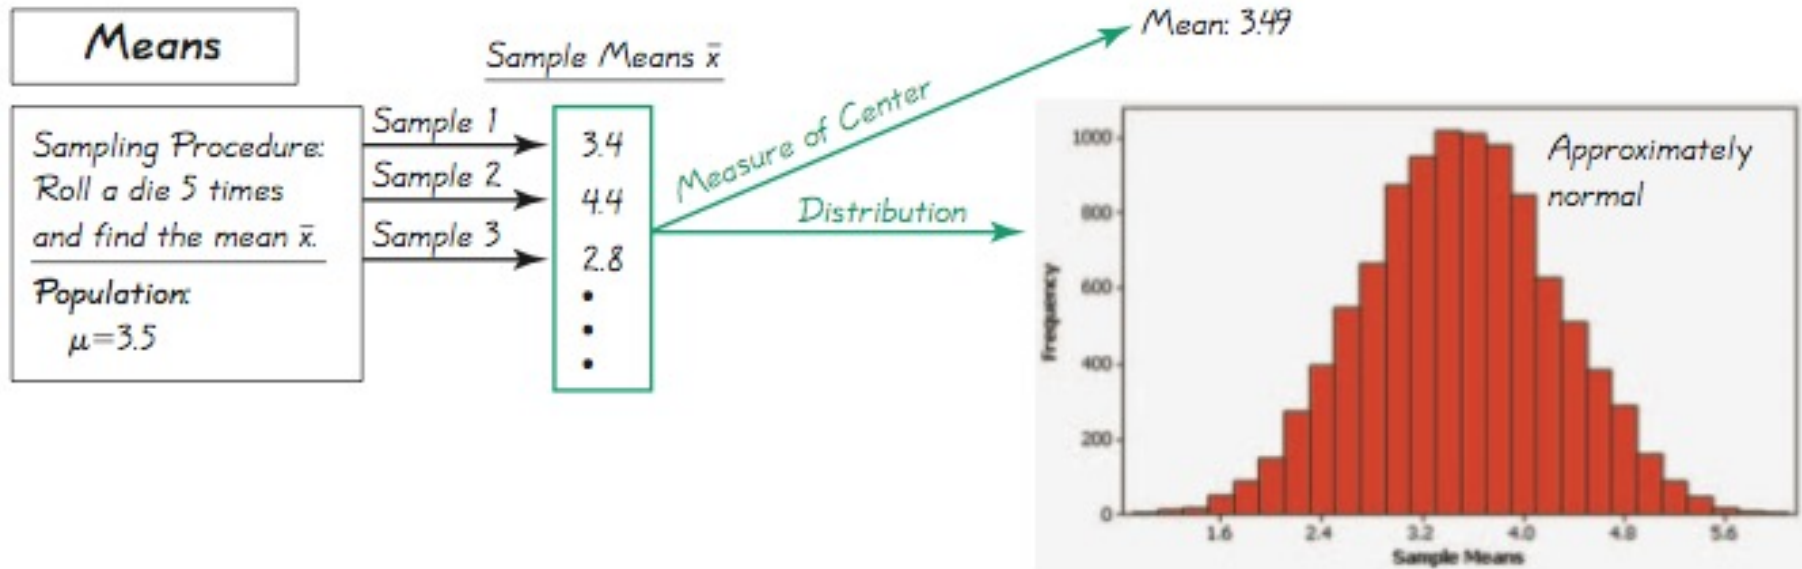 Means
Sample Means x̄
Mean: 3.49
Sampling Procedure:
Roll a die 5 times
and find the mean x̄.
Population:
μ=3.5
Sample 1
Sample 2
Sample 3
3.4
4.4
2.8
Measure of Center
Distribution
Approximately
normal
Frequency
1000
800
600
400
200
0
1.6 2.4 3.2 4.0 4.8 5.6
Sample Means